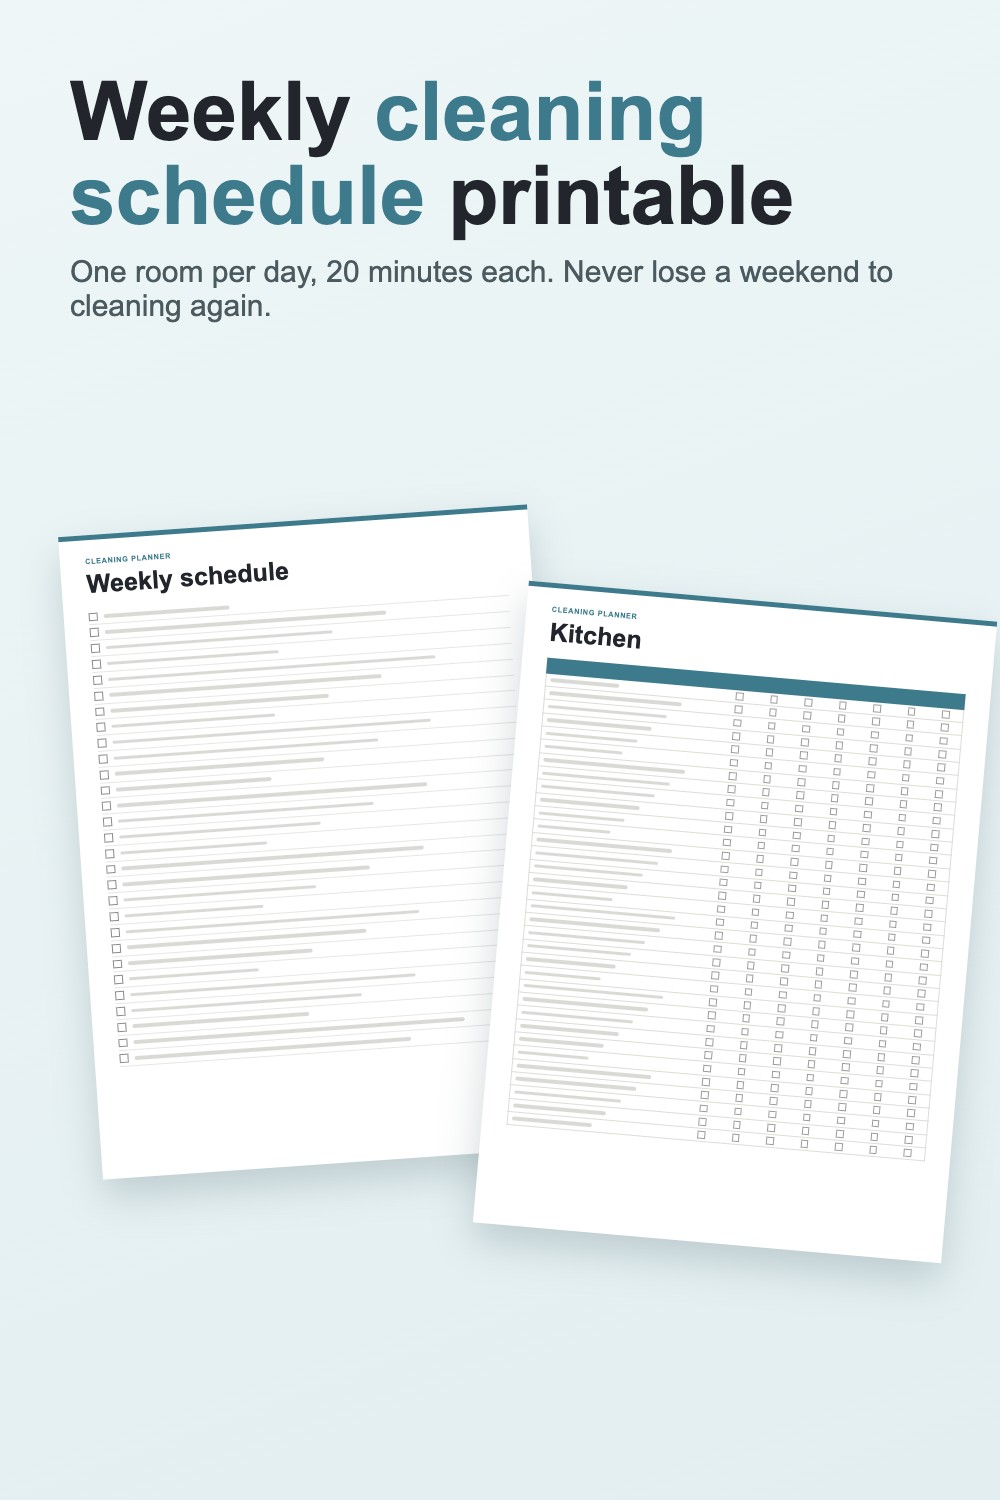 Weekly cleaning
schedule printable
One room per day, 20 minutes each. Never lose a weekend to
cleaning again.
CLEANING PLANNER
Weekly schedule
CLEANING PLANNER
Kitchen